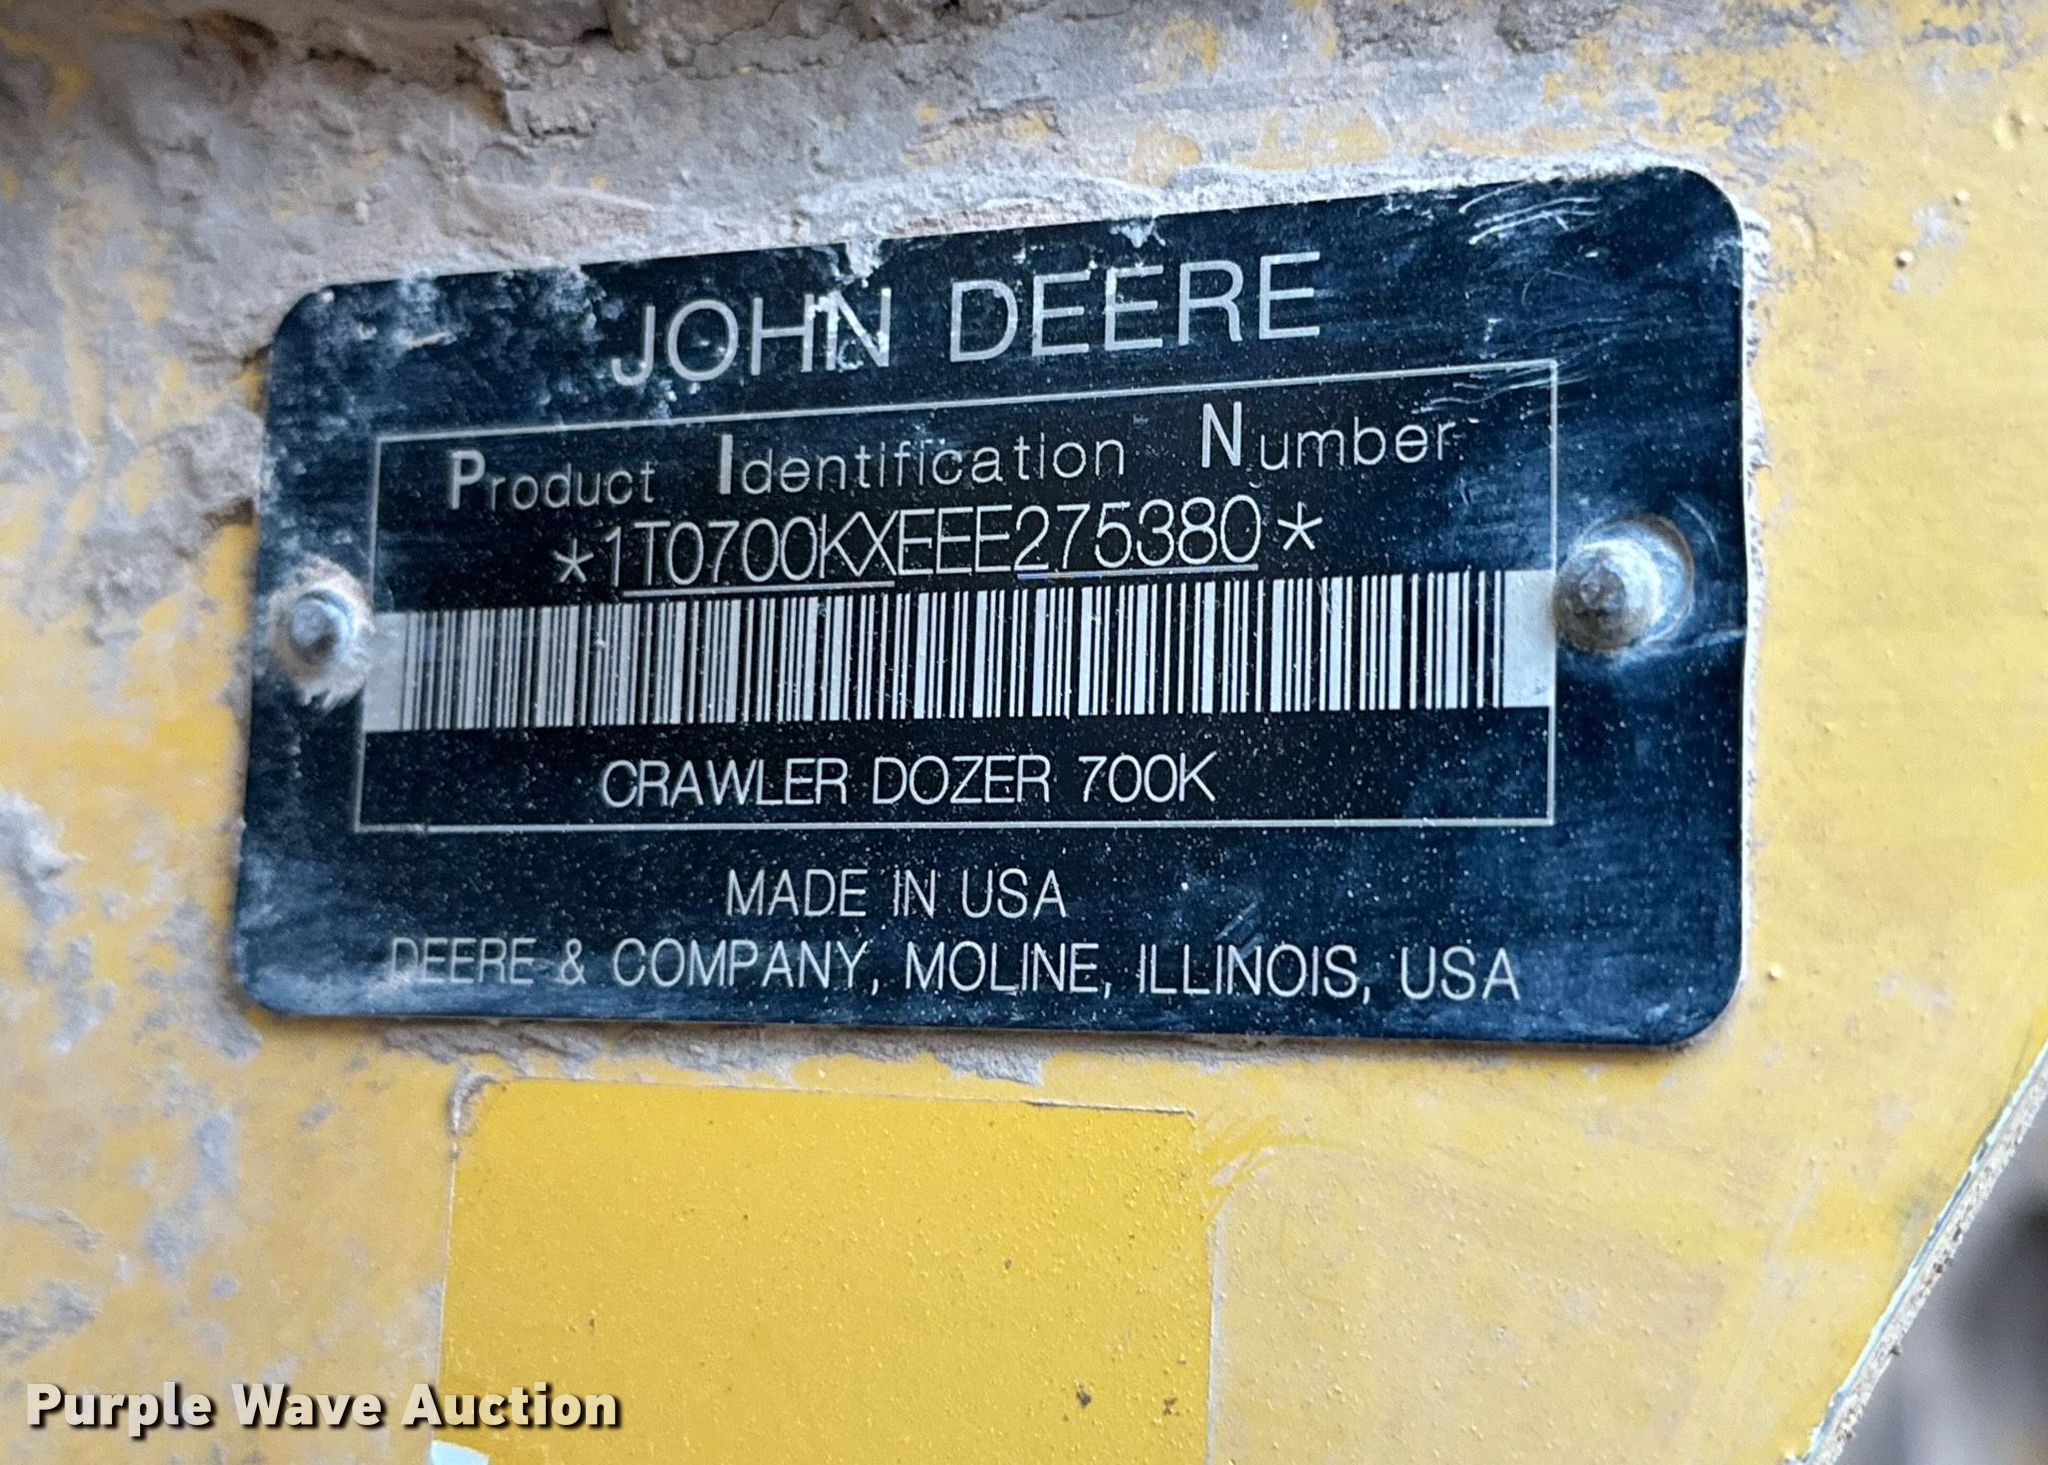 JOHN DEERE
Product Identification Number
*1T0700KXEEE275380*
CRAWLER DOZER 700K
MADE IN USA
DEERE & COMPANY, MOLINE, ILLINOIS, USA
Purple Wave Auction